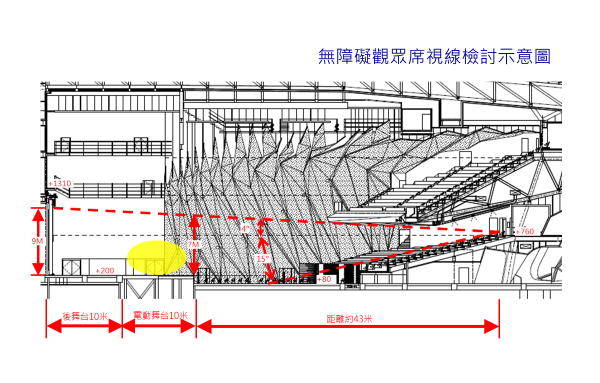 無障礙觀眾席視線檢討示意圖
+1310
9M
7M
4°
15°
+760
+200
+80
後舞台10米
電動舞台10米
距離約43米